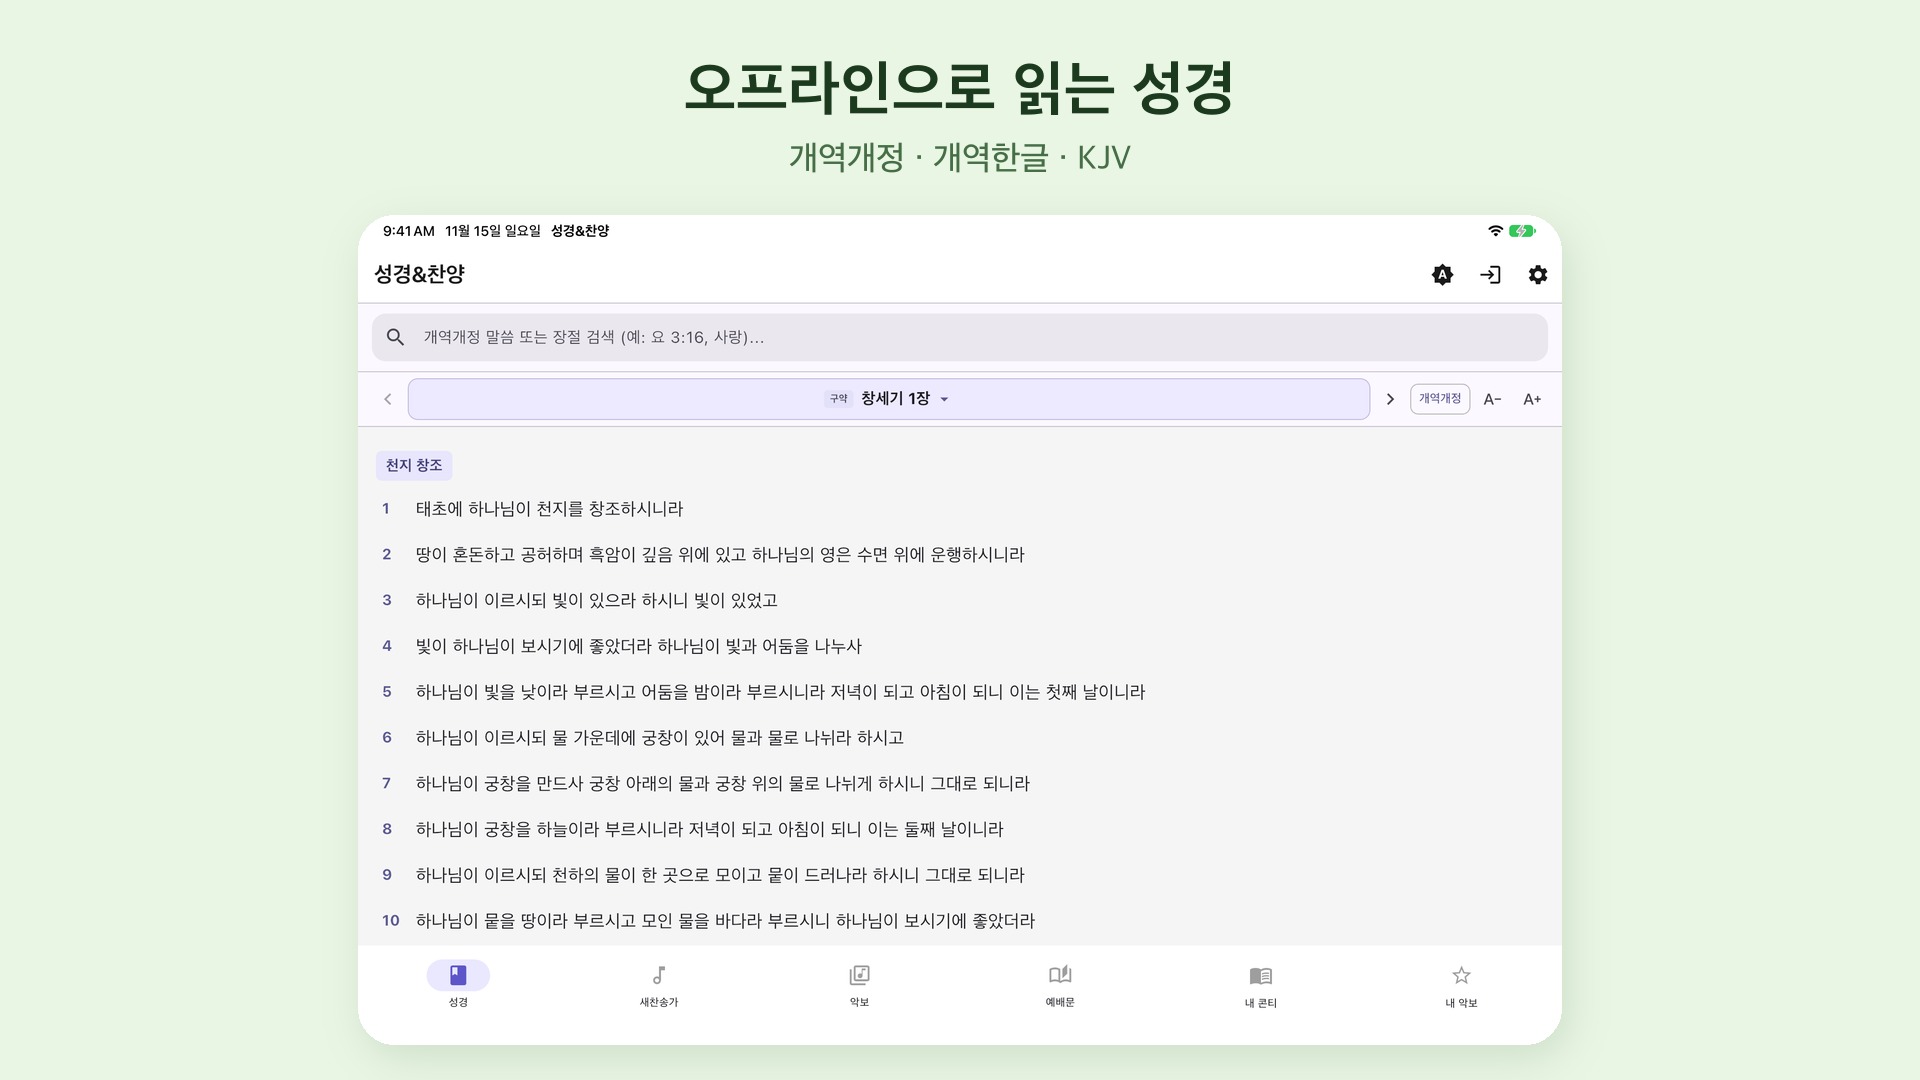 오프라인으로 읽는 성경
개역개정 · 개역한글 · KJV
9:41 AM 11월 15일 일요일 성경&찬양
성경&찬양
개역개정 말씀 또는 장절 검색 (예: 요 3:16, 사랑)...
구약 창세기 1장 개역개정 A- A+
천지 창조
1 태초에 하나님이 천지를 창조하시니라
2 땅이 혼돈하고 공허하며 흑암이 깊음 위에 있고 하나님의 영은 수면 위에 운행하시니라
3 하나님이 이르시되 빛이 있으라 하시니 빛이 있었고
4 빛이 하나님이 보시기에 좋았더라 하나님이 빛과 어둠을 나누사
5 하나님이 빛을 낮이라 부르시고 어둠을 밤이라 부르시니라 저녁이 되고 아침이 되니 이는 첫째 날이니라
6 하나님이 이르시되 물 가운데에 궁창이 있어 물과 물로 나뉘라 하시고
7 하나님이 궁창을 만드사 궁창 아래의 물과 궁창 위의 물로 나뉘게 하시니 그대로 되니라
8 하나님이 궁창을 하늘이라 부르시니라 저녁이 되고 아침이 되니 이는 둘째 날이니라
9 하나님이 이르시되 천하의 물이 한 곳으로 모이고 뭍이 드러나라 하시니 그대로 되니라
10 하나님이 뭍을 땅이라 부르시고 모인 물을 바다라 부르시니 하나님이 보시기에 좋았더라
성경 새찬송가 악보 예배문 내 콘티 내 악보